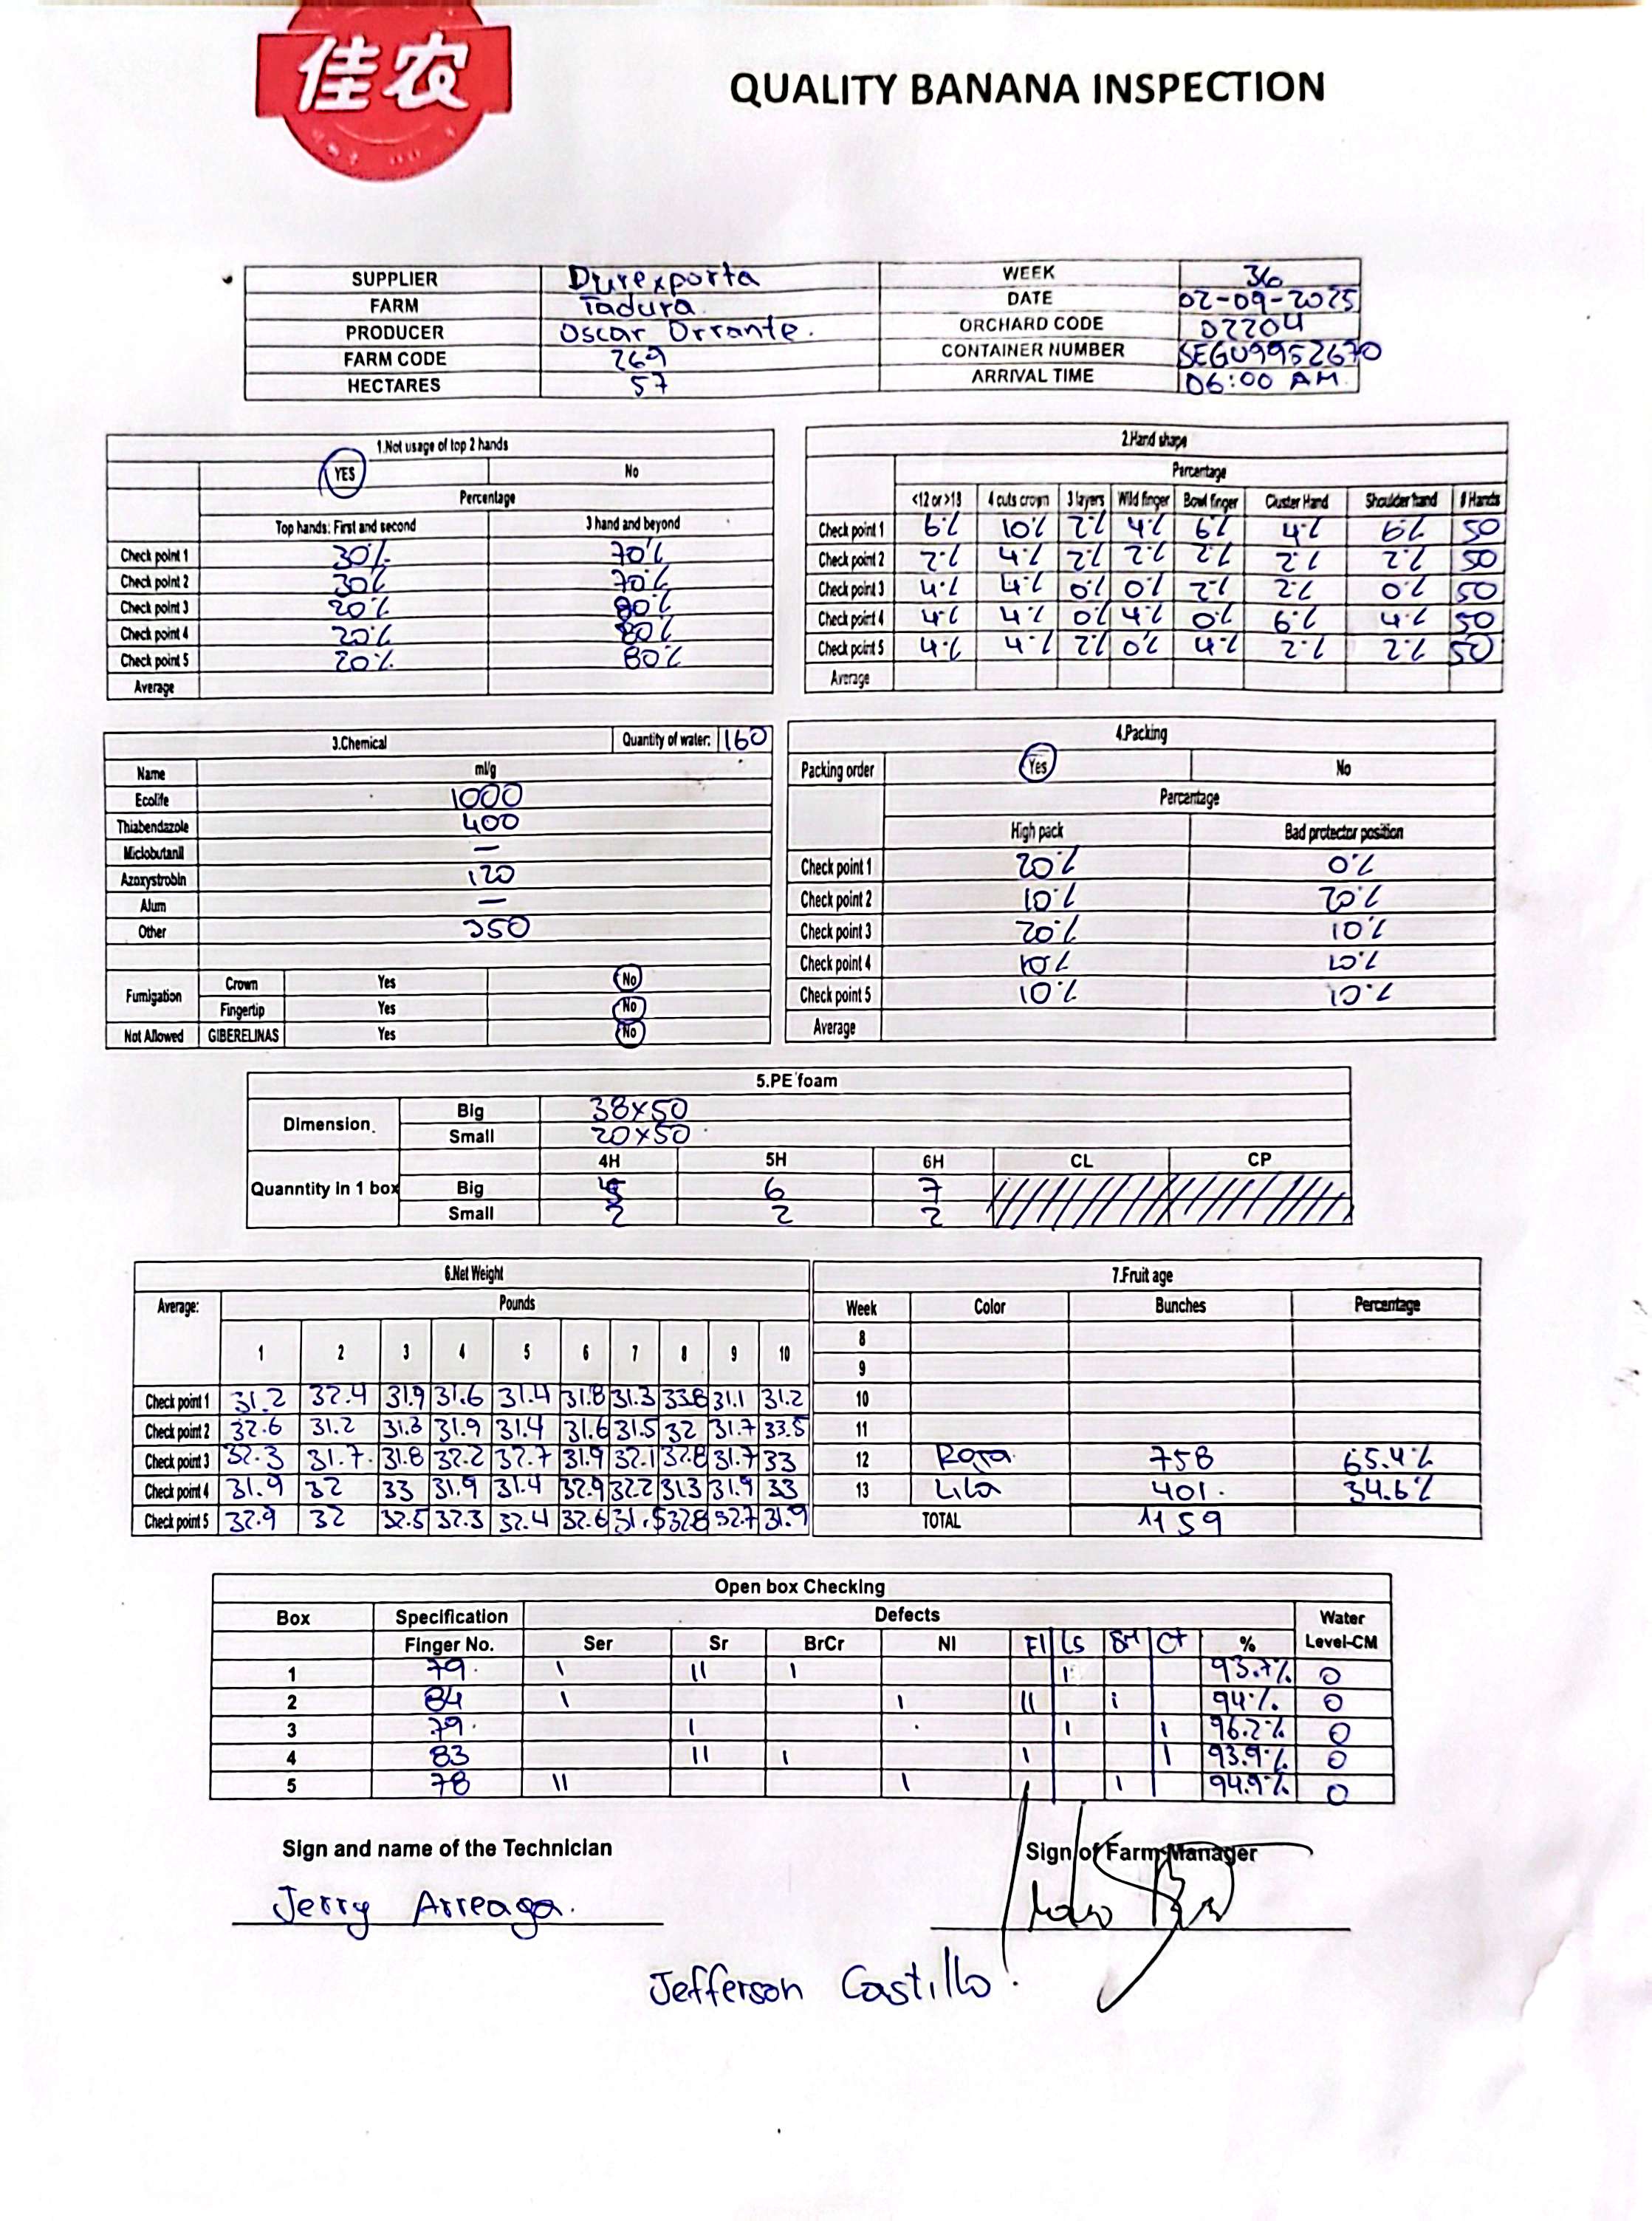 佳农
QUALITY BANANA INSPECTION
SUPPLIER Durexporta WEEK 36
FARM Tadura. DATE 02-09-2025
PRODUCER Oscar Orrante. ORCHARD CODE 02204
FARM CODE 269 CONTAINER NUMBER SEGU9952670
HECTARES 57 ARRIVAL TIME 06:00 AM.
1.Not usage of top 2 hands
YES No
Percentage
Top hands: First and second 3 hand and beyond
Check point 1 30% 70%
Check point 2 30% 70%
Check point 3 20% 80%
Check point 4 20% 80%
Check point 5 20% 80%
Average
2.Hand shape
Percentage
<12 or >18 4 cuts crown 3 layers Wild finger Bowl finger Cluster Hand Shoulder hand # Hands
Check point 1 6% 10% 2% 4% 6% 4% 6% 50
Check point 2 2% 4% 2% 2% 2% 2% 2% 50
Check point 3 4% 4% 0% 0% 2% 2% 0% 50
Check point 4 4% 4% 0% 4% 0% 6% 4% 50
Check point 5 4% 4% 2% 0% 4% 2% 2% 50
Average
3.Chemical Quantity of water: 160
Name ml/g
Ecolife 1000
Thiabendazole 400
Miclobutanil —
Azoxystrobin 120
Alum —
Other 350
Fumigation Crown Yes No
Fingertip Yes No
Not Allowed GIBERELINAS Yes No
4.Packing
Packing order Yes No
Percentage
High pack Bad protector position
Check point 1 20% 0%
Check point 2 10% 20%
Check point 3 20% 10%
Check point 4 10% 10%
Check point 5 10% 10%
Average
5.PE foam
Dimension. Big 38x50
Small 20x50
4H 5H 6H CL CP
Quanntity In 1 box Big 5 6 7
Small 2 2 2
6.Net Weight
Average: Pounds
1 2 3 4 5 6 7 8 9 10
Check point 1 31.2 32.4 31.9 31.6 31.4 31.8 31.3 33.8 31.1 31.2
Check point 2 32.6 31.2 31.3 31.9 31.4 31.6 31.5 32 31.7 33.5
Check point 3 32.3 31.7 31.8 32.2 32.7 31.9 32.1 32.8 31.7 33
Check point 4 31.9 32 33 31.9 31.4 32.9 32.2 31.3 31.9 33
Check point 5 32.9 32 32.5 32.3 32.4 32.6 31.5 32.8 32.7 31.9
7.Fruit age
Week Color Bunches Percentage
8
9
10
11
12 Roja 758 65.4%
13 Lila 401. 34.6%
TOTAL 1159
Open box Checking
Box Specification Defects Water
Finger No. Ser Sr BrCr NI FI LS BH CT % Level-CM
1 79. I II I I 93.7% 0
2 84 I I II I 94%. 0
3 79. I I I 96.2% 0
4 83 II I I I 93.9% 0
5 78 II I I 94.9% 0
Sign and name of the Technician Sign of Farm Manager
Jerry Arreaga.
Jefferson Castillo.